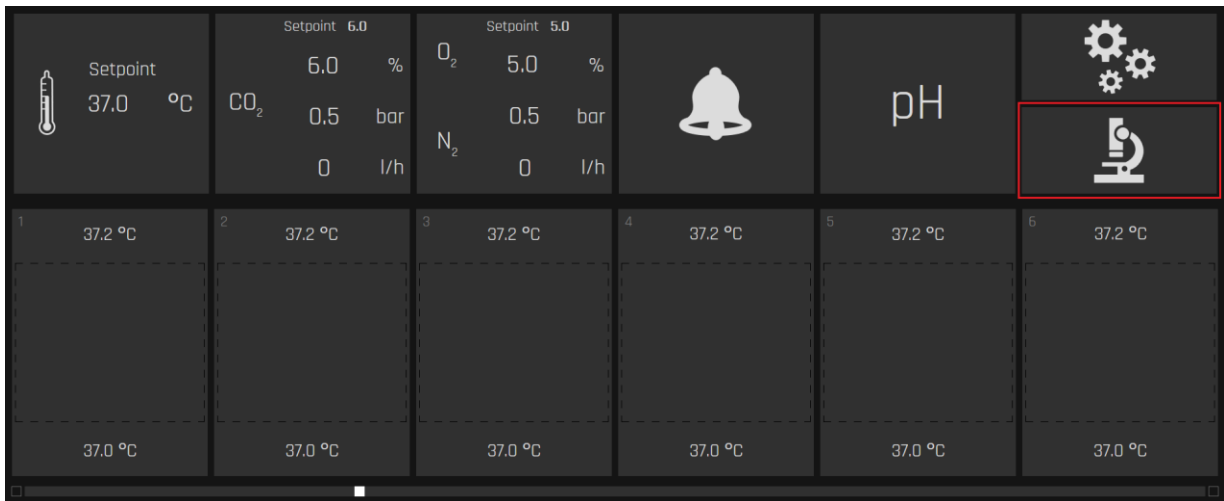 Setpoint
37.0 °C
Setpoint 6.0
CO₂
6.0 %
0.5 bar
0 l/h
Setpoint 5.0
O₂ 5.0 %
0.5 bar
N₂
0 l/h
pH
1 37.2 °C
37.0 °C
2 37.2 °C
37.0 °C
3 37.2 °C
37.0 °C
4 37.2 °C
37.0 °C
5 37.2 °C
37.0 °C
6 37.2 °C
37.0 °C